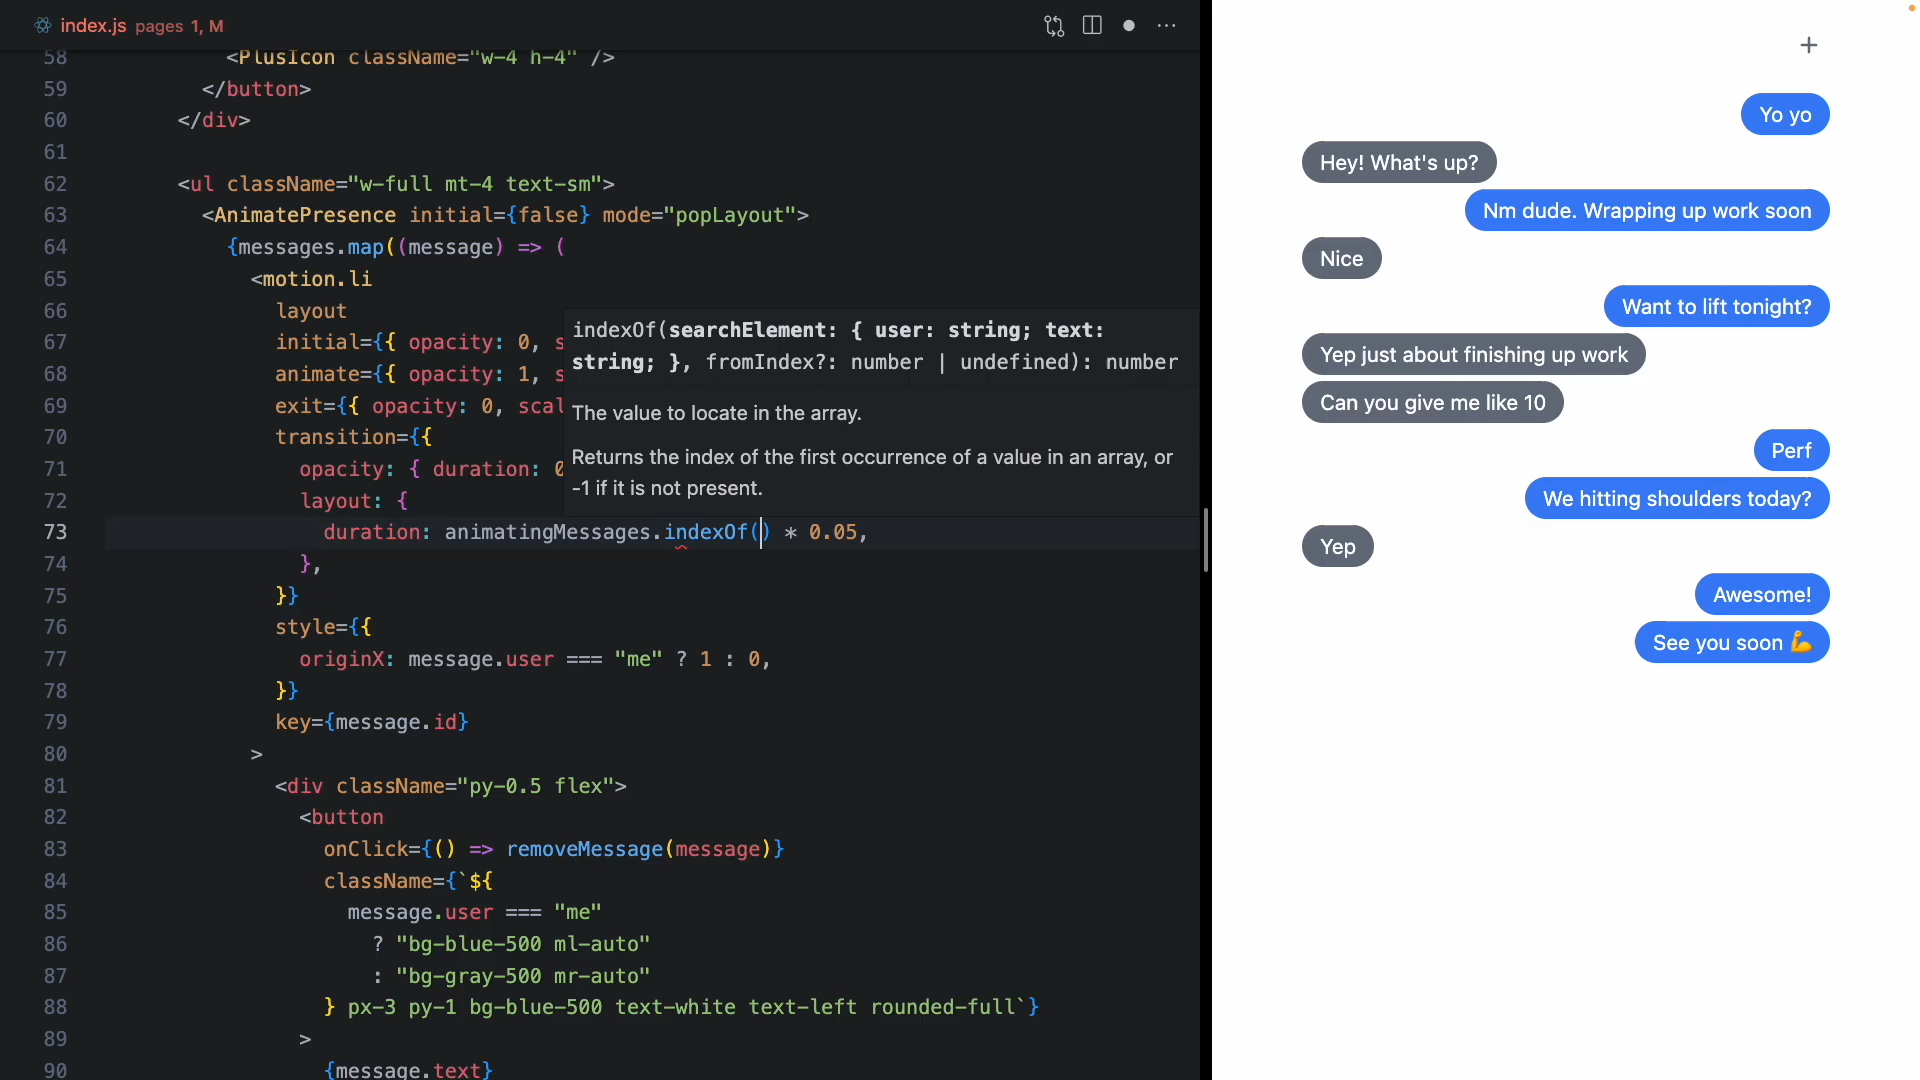 index.js pages 1, M
58 <PlusIcon className="w-4 h-4" />
59 </button>
60 </div>
61
62 <ul className="w-full mt-4 text-sm">
63 <AnimatePresence initial={false} mode="popLayout">
64 {messages.map((message) => (
65 <motion.li
66 layout
67 initial={{ opacity: 0, s
68 animate={{ opacity: 1, s
69 exit={{ opacity: 0, scal
70 transition={{
71 opacity: { duration: 0
72 layout: {
73 duration: animatingMessages.indexOf() * 0.05,
74 },
75 }}
76 style={{
77 originX: message.user === "me" ? 1 : 0,
78 }}
79 key={message.id}
80 >
81 <div className="py-0.5 flex">
82 <button
83 onClick={() => removeMessage(message)}
84 className={`${
85 message.user === "me"
86 ? "bg-blue-500 ml-auto"
87 : "bg-gray-500 mr-auto"
88 } px-3 py-1 bg-blue-500 text-white text-left rounded-full`}
89 >
90 {message.text}
indexOf(searchElement: { user: string; text:
string; }, fromIndex?: number | undefined): number
The value to locate in the array.
Returns the index of the first occurrence of a value in an array, or
-1 if it is not present.
Yo yo
Hey! What's up?
Nm dude. Wrapping up work soon
Nice
Want to lift tonight?
Yep just about finishing up work
Can you give me like 10
Perf
We hitting shoulders today?
Yep
Awesome!
See you soon 💪